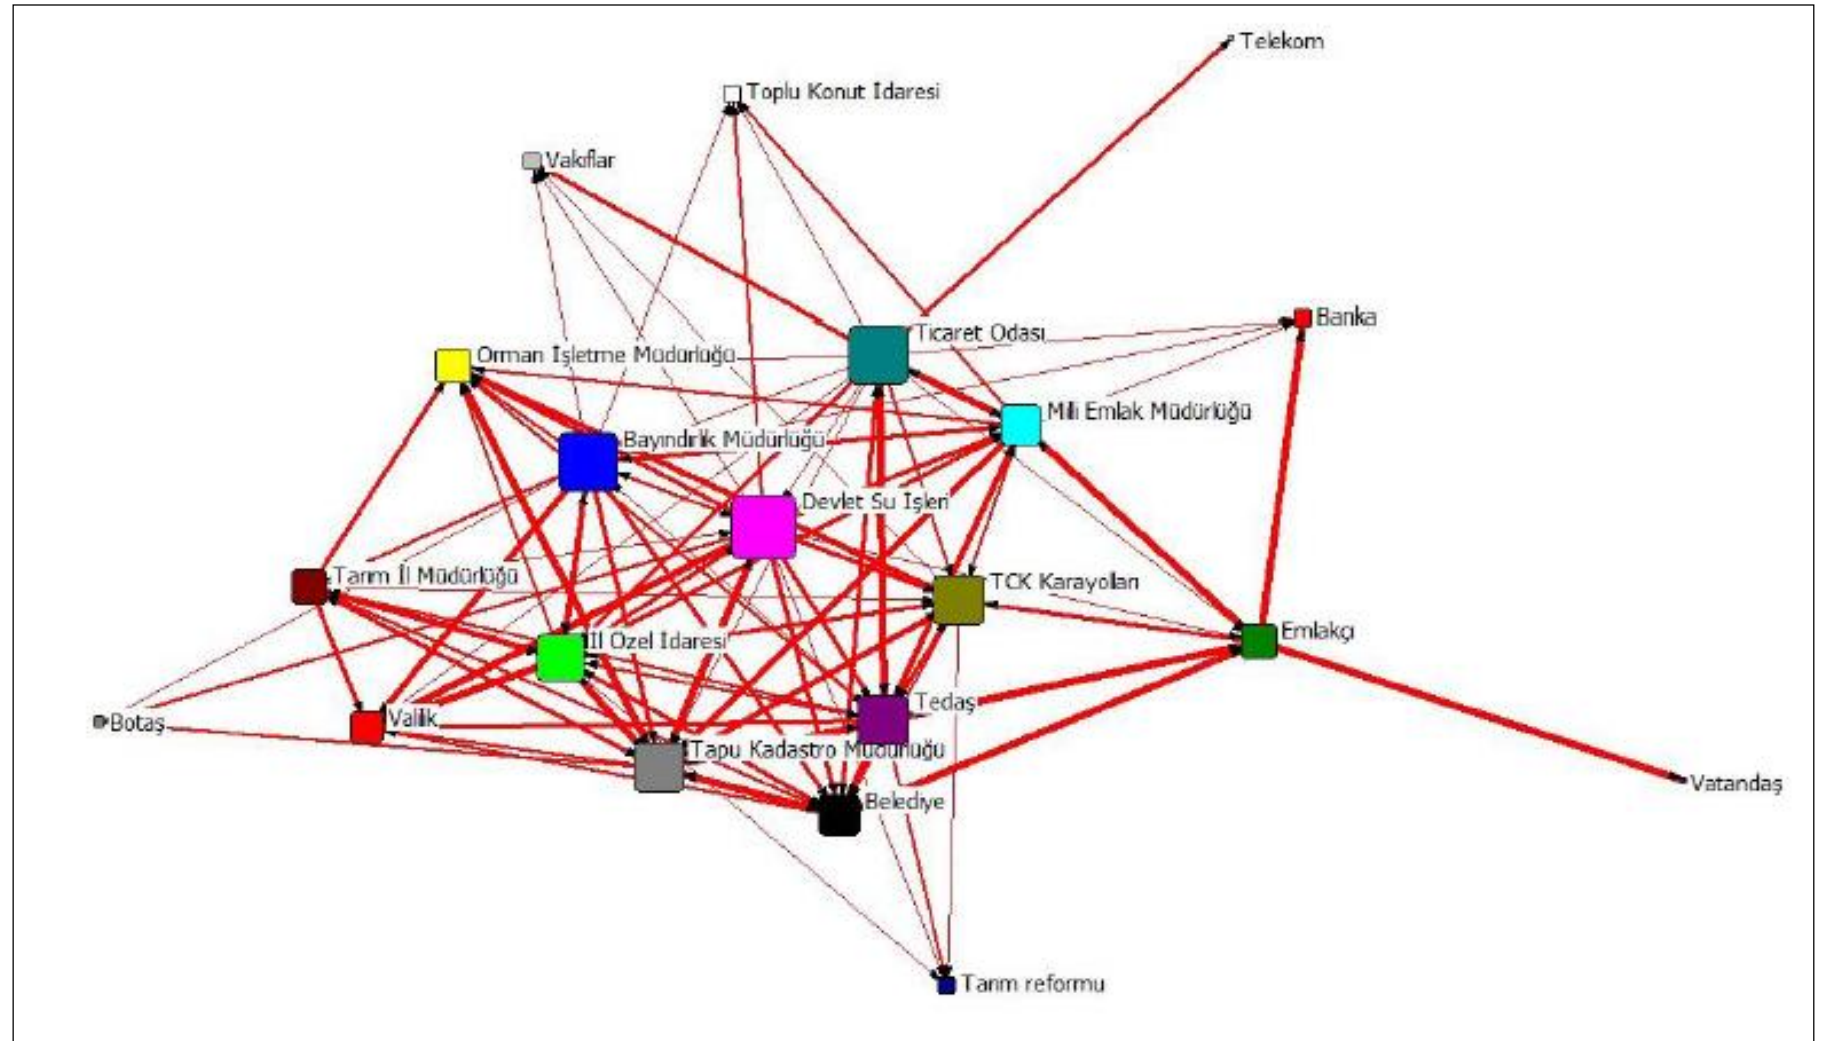 Telekom
Toplu Konut İdaresi
Vakıflar
Banka
Ticaret Odası
Orman İşletme Müdürlüğü
Milli Emlak Müdürlüğü
Bayındırlık Müdürlüğü
Devlet Su İşleri
Tarım İl Müdürlüğü
TCK Karayolları
Emlakçı
İl Özel İdaresi
Tedaş
Valilik
Botaş
Tapu Kadastro Müdürlüğü
Vatandaş
Belediye
Tarım reformu